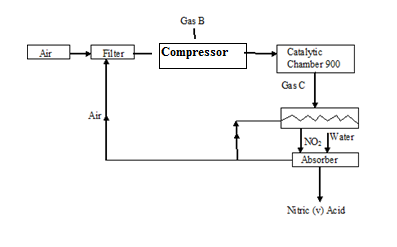 Gas B
Air
Filter
Compressor
Catalytic
Chamber 900
Gas C
Air
NO₂
Water
Absorber
Nitric (v) Acid